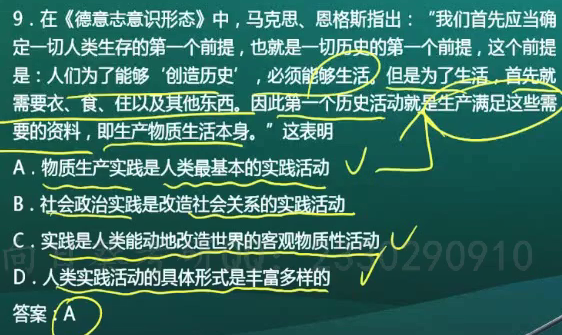 9．在《德意志意识形态》中，马克思、恩格斯指出：“我们首先应当确
定一切人类生存的第一个前提，也就是一切历史的第一个前提，这个前提
是：人们为了能够‘创造历史’，必须能够生活。但是为了生活，首先就
需要衣、食、住以及其他东西。因此第一个历史活动就是生产满足这些需
要的资料，即生产物质生活本身。”这表明
A．物质生产实践是人类最基本的实践活动
B．社会政治实践是改造社会关系的实践活动
C．实践是人类能动地改造世界的客观物质性活动
D．人类实践活动的具体形式是丰富多样的
答案：A